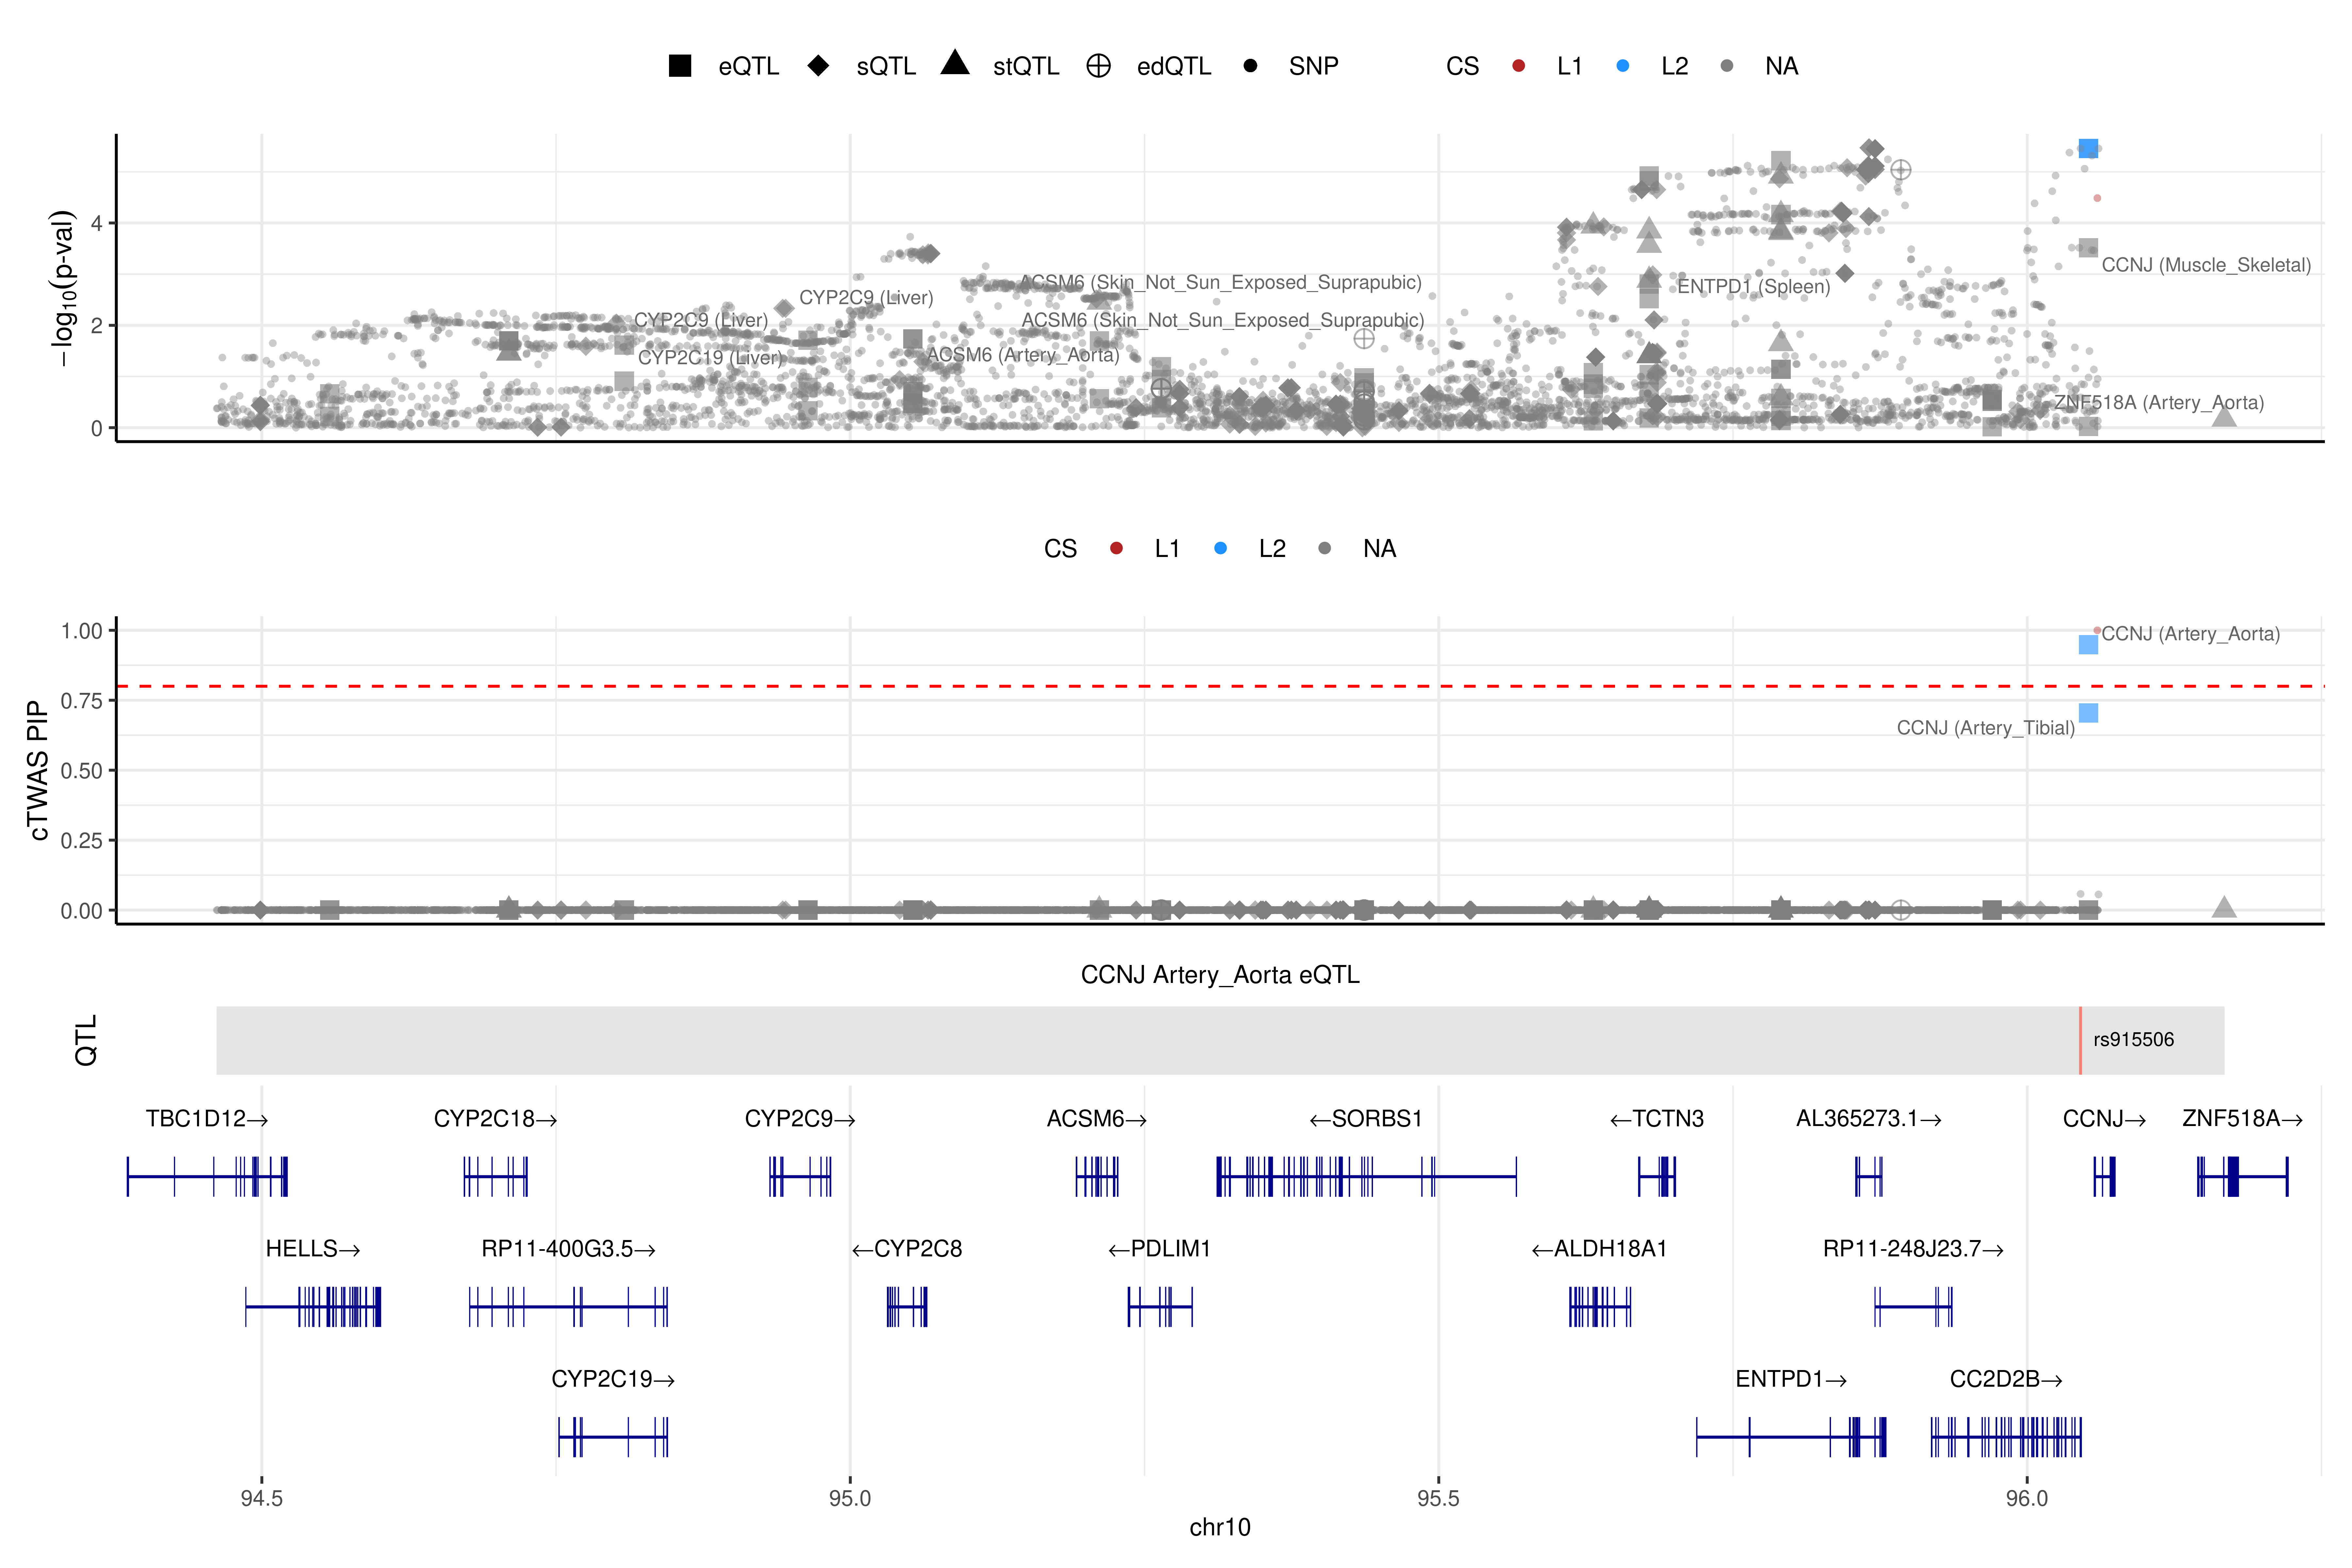 eQTL sQTL stQTL edQTL SNP CS L1 L2 NA
−log10(p-val)
4
2
0
ACSM6 (Skin_Not_Sun_Exposed_Suprapubic)
CYP2C9 (Liver)
ENTPD1 (Spleen)
CCNJ (Muscle_Skeletal)
CYP2C9 (Liver)
ACSM6 (Skin_Not_Sun_Exposed_Suprapubic)
CYP2C19 (Liver)
ACSM6 (Artery_Aorta)
ZNF518A (Artery_Aorta)
CS L1 L2 NA
cTWAS PIP
1.00
0.75
0.50
0.25
0.00
CCNJ (Artery_Aorta)
CCNJ (Artery_Tibial)
CCNJ Artery_Aorta eQTL
QTL
rs915506
TBC1D12→ CYP2C18→ CYP2C9→ ACSM6→ ←SORBS1 ←TCTN3 AL365273.1→ CCNJ→ ZNF518A→
HELLS→ RP11-400G3.5→ ←CYP2C8 ←PDLIM1 ←ALDH18A1 RP11-248J23.7→
CYP2C19→ ENTPD1→ CC2D2B→
94.5 95.0 95.5 96.0
chr10